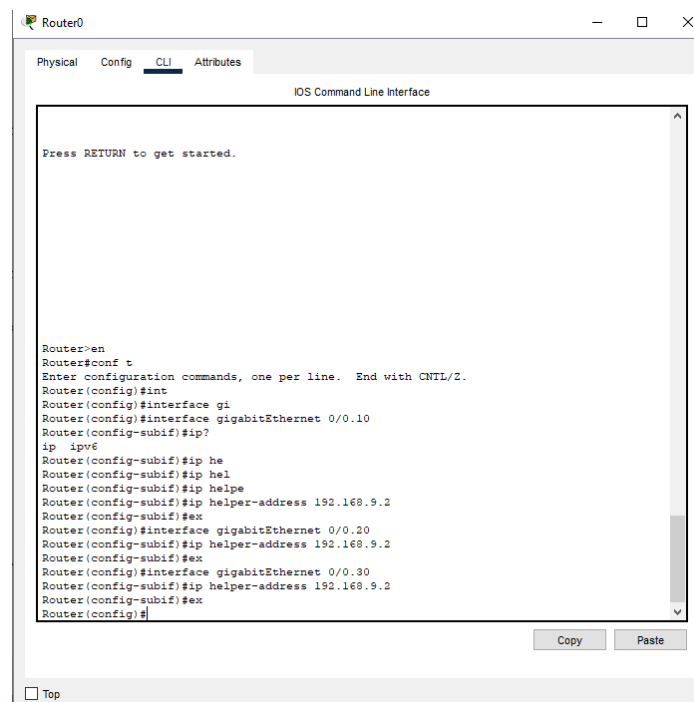 Router0
Physical Config CLI Attributes
IOS Command Line Interface
Press RETURN to get started.
Router>en
Router#conf t
Enter configuration commands, one per line.  End with CNTL/Z.
Router(config)#int
Router(config)#interface gi
Router(config)#interface gigabitEthernet 0/0.10
Router(config-subif)#ip?
ip  ipv6
Router(config-subif)#ip he
Router(config-subif)#ip hel
Router(config-subif)#ip helpe
Router(config-subif)#ip helper-address 192.168.9.2
Router(config-subif)#ex
Router(config)#interface gigabitEthernet 0/0.20
Router(config-subif)#ip helper-address 192.168.9.2
Router(config-subif)#ex
Router(config)#interface gigabitEthernet 0/0.30
Router(config-subif)#ip helper-address 192.168.9.2
Router(config-subif)#ex
Router(config)#
Copy Paste
Top